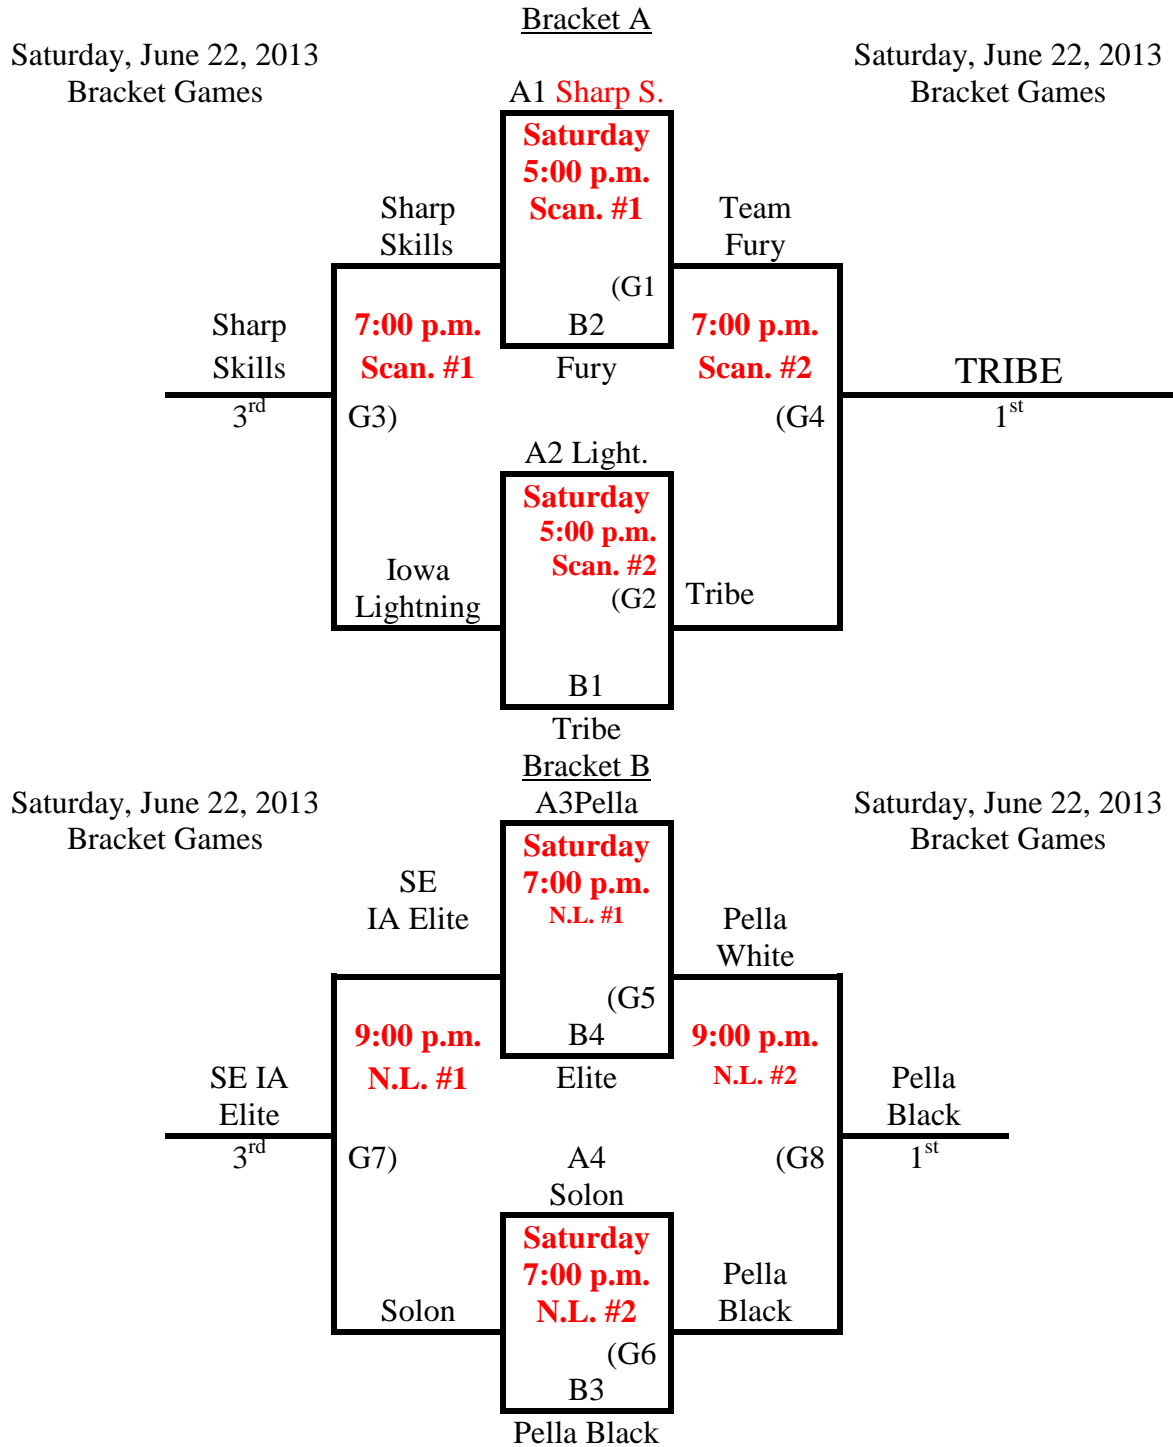 Bracket A
Saturday, June 22, 2013
Bracket Games
Saturday, June 22, 2013
Bracket Games
A1 Sharp S.
Saturday
5:00 p.m.
Scan. #1
Sharp
Skills
Team
Fury
(G1
B2
Fury
Sharp
Skills
3rd
7:00 p.m.
Scan. #1
G3)
7:00 p.m.
Scan. #2
(G4
TRIBE
1st
A2 Light.
Saturday
5:00 p.m.
Scan. #2
(G2
Iowa
Lightning
Tribe
B1
Tribe
Bracket B
Saturday, June 22, 2013
Bracket Games
Saturday, June 22, 2013
Bracket Games
A3Pella
Saturday
7:00 p.m.
N.L. #1
SE
IA Elite
Pella
White
(G5
B4
Elite
SE IA
Elite
3rd
9:00 p.m.
N.L. #1
G7)
9:00 p.m.
N.L. #2
(G8
Pella
Black
1st
A4
Solon
Saturday
7:00 p.m.
N.L. #2
Solon
Pella
Black
(G6
B3
Pella Black